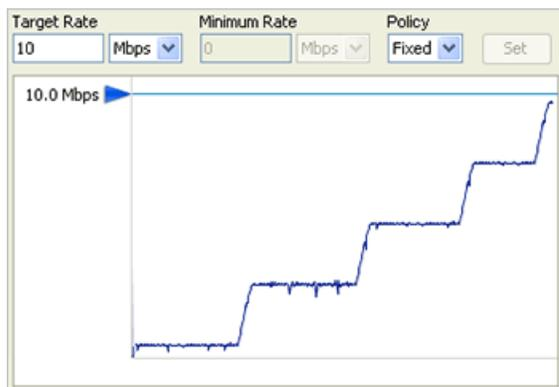 Target Rate Minimum Rate Policy
10 Mbps 0 Mbps Fixed Set
10.0 Mbps